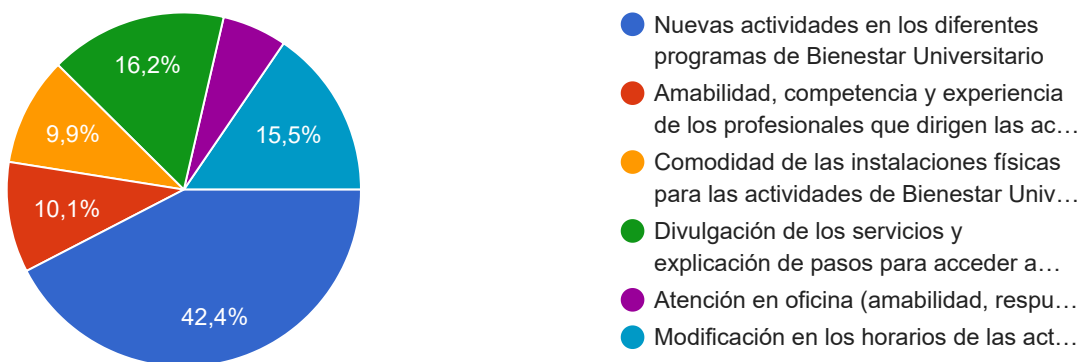 16,2%
9,9%
15,5%
10,1%
42,4%
Nuevas actividades en los diferentes
programas de Bienestar Universitario
Amabilidad, competencia y experiencia
de los profesionales que dirigen las ac…
Comodidad de las instalaciones físicas
para las actividades de Bienestar Univ…
Divulgación de los servicios y
explicación de pasos para acceder a…
Atención en oficina (amabilidad, respu…
Modificación en los horarios de las act…